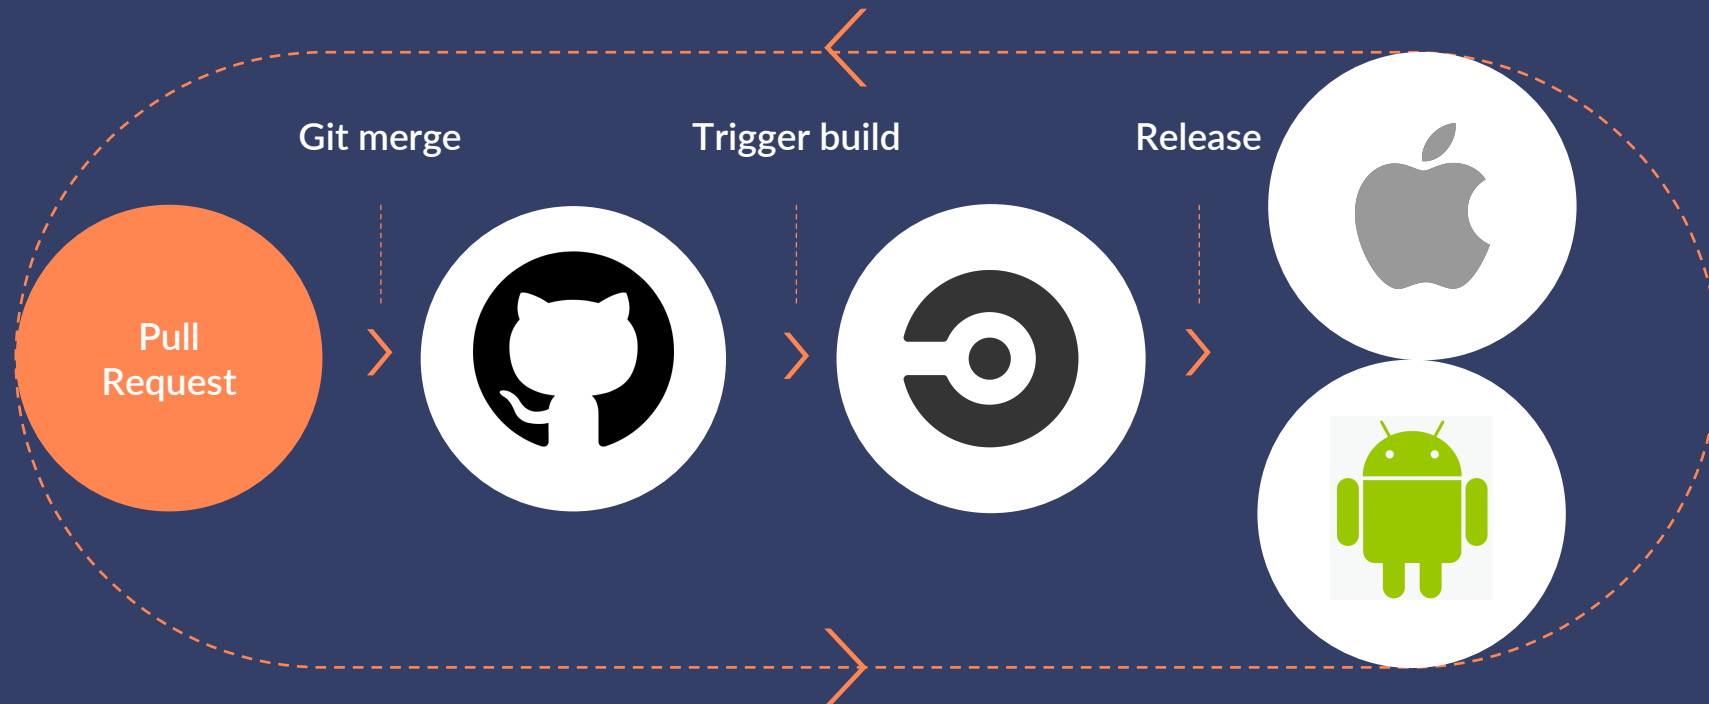 Git merge
Trigger build
Release
Pull
Request